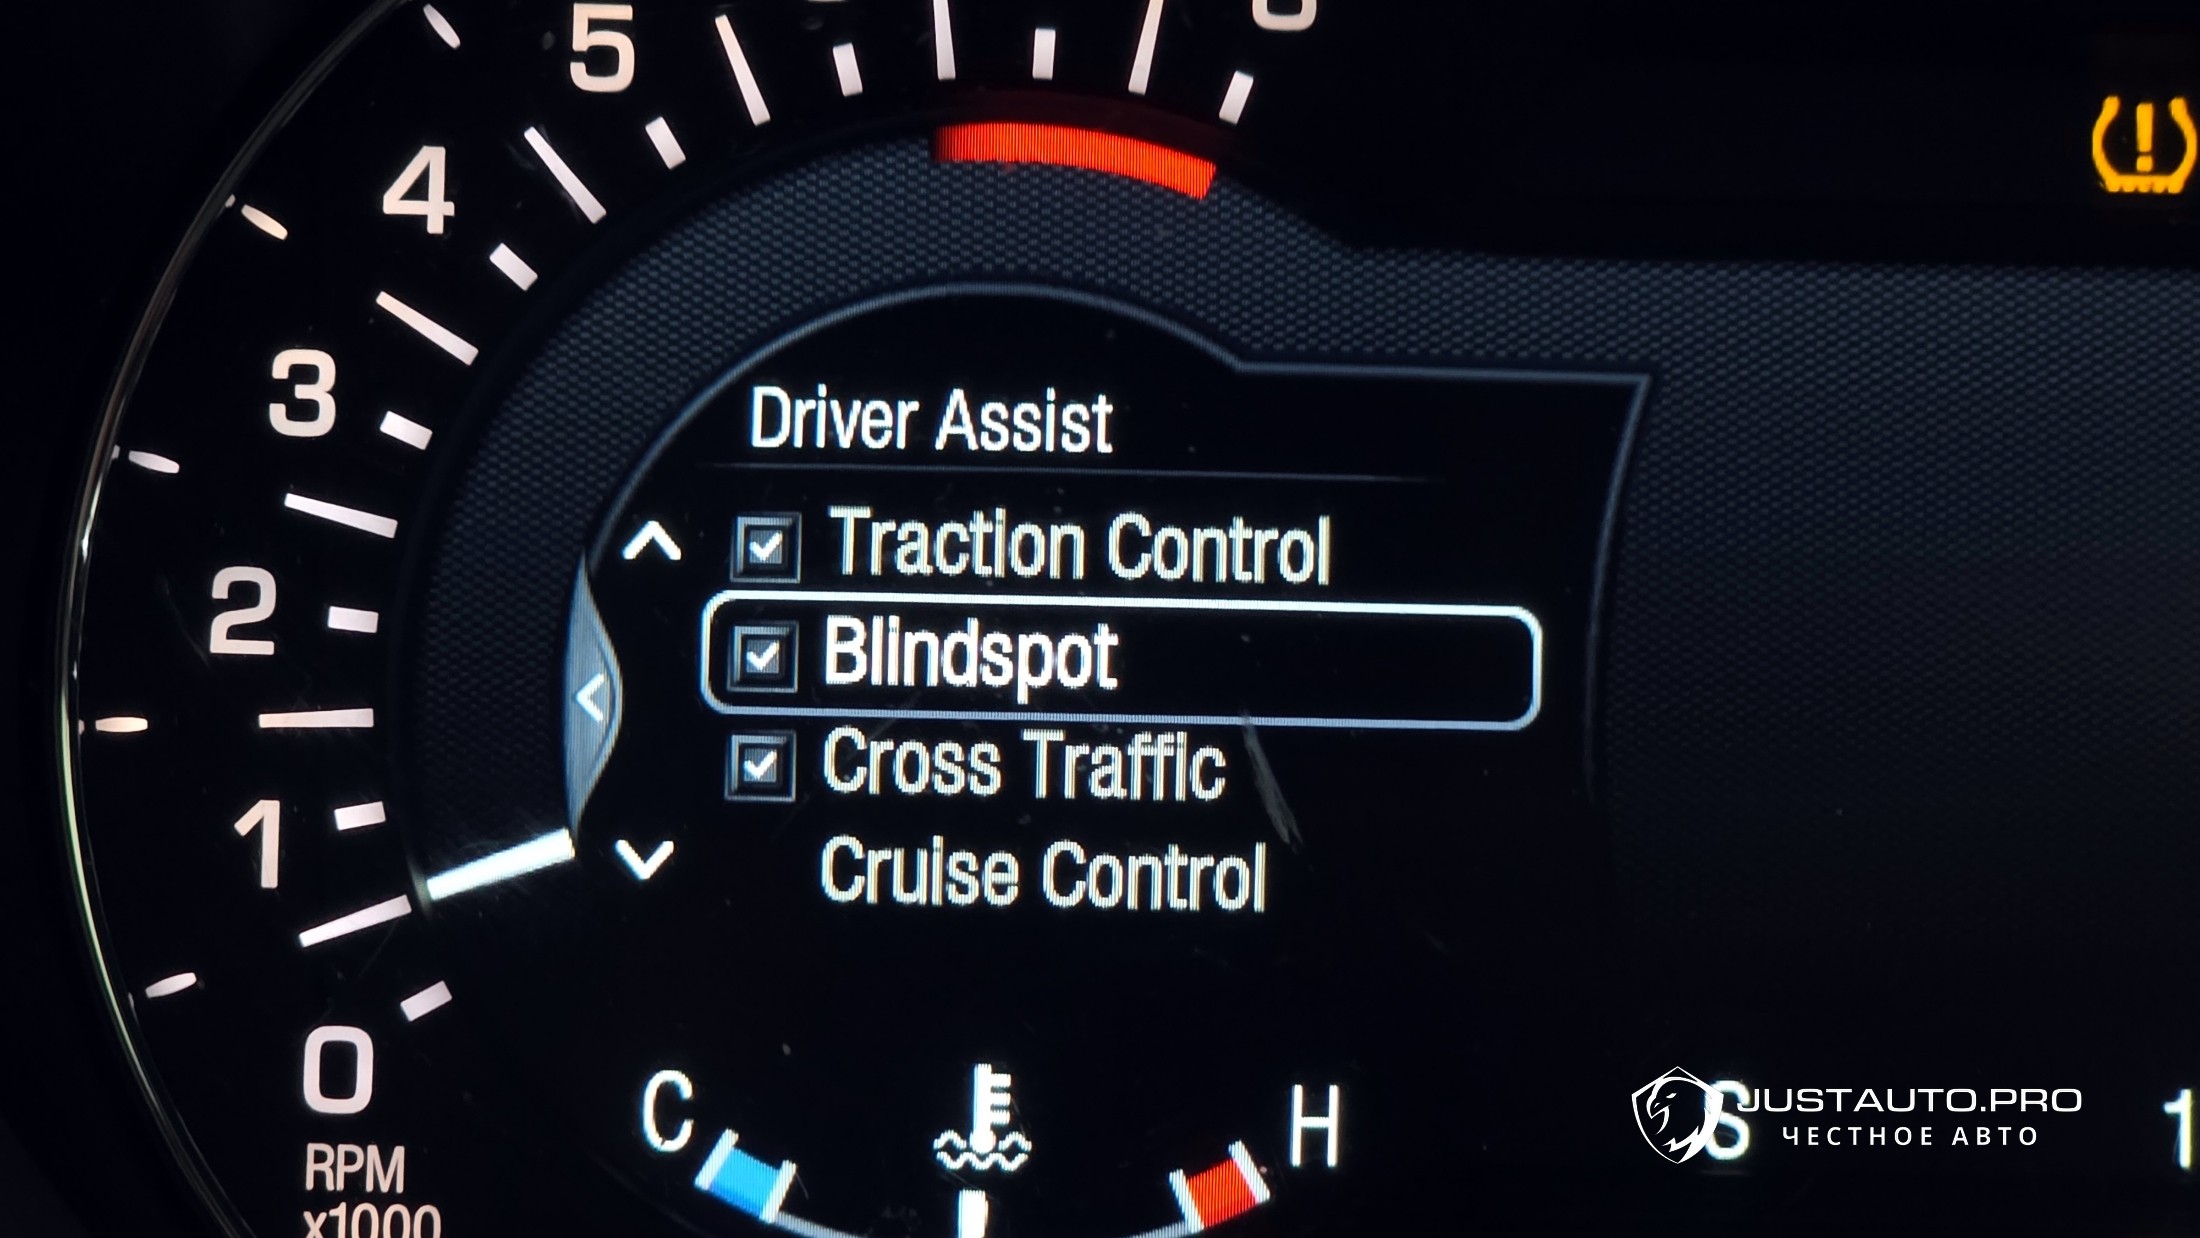 5
4
3
2
1
0
RPM
x1000
Driver Assist
Traction Control
Blindspot
Cross Traffic
Cruise Control
C
H
S
1
JUSTAUTO.PRO
ЧЕСТНОЕ АВТО